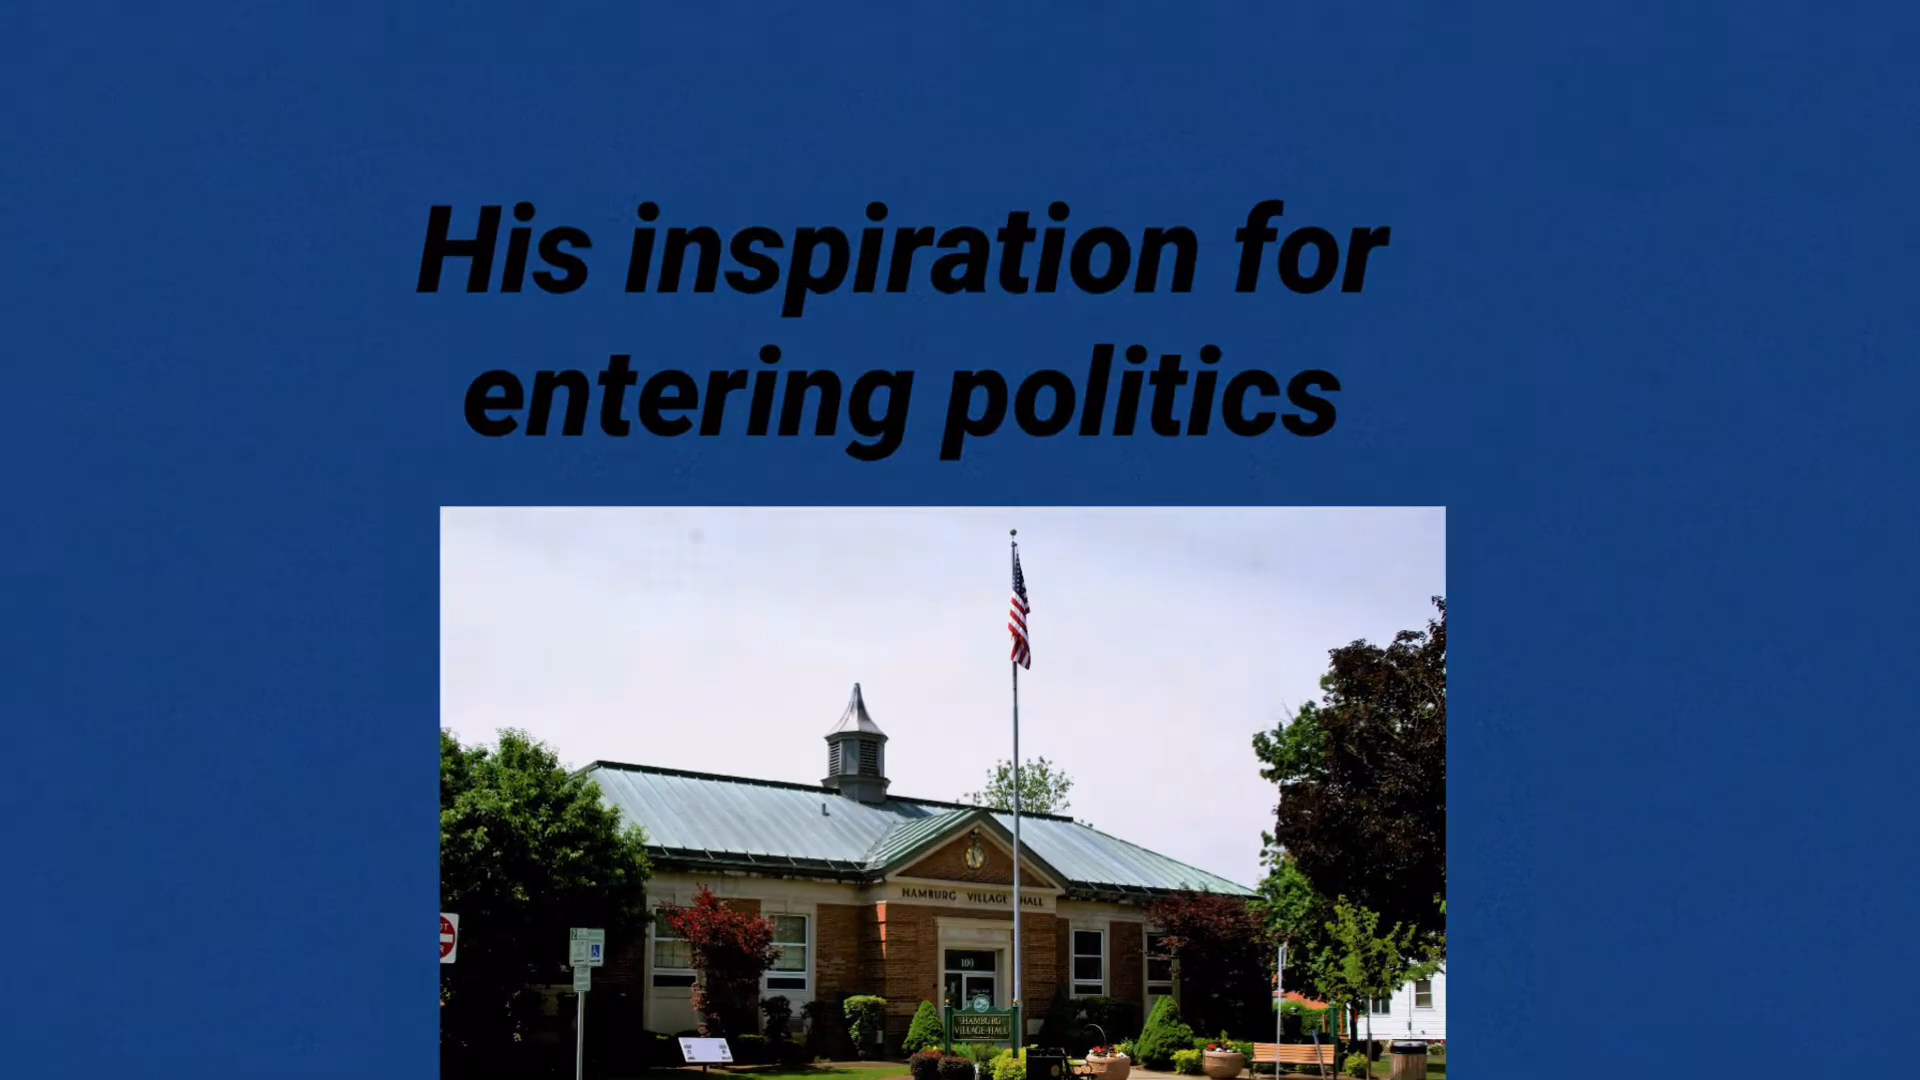 His inspiration for
entering politics
HAMBURG VILLAGE HALL
100
HAMBURG
VILLAGE HALL